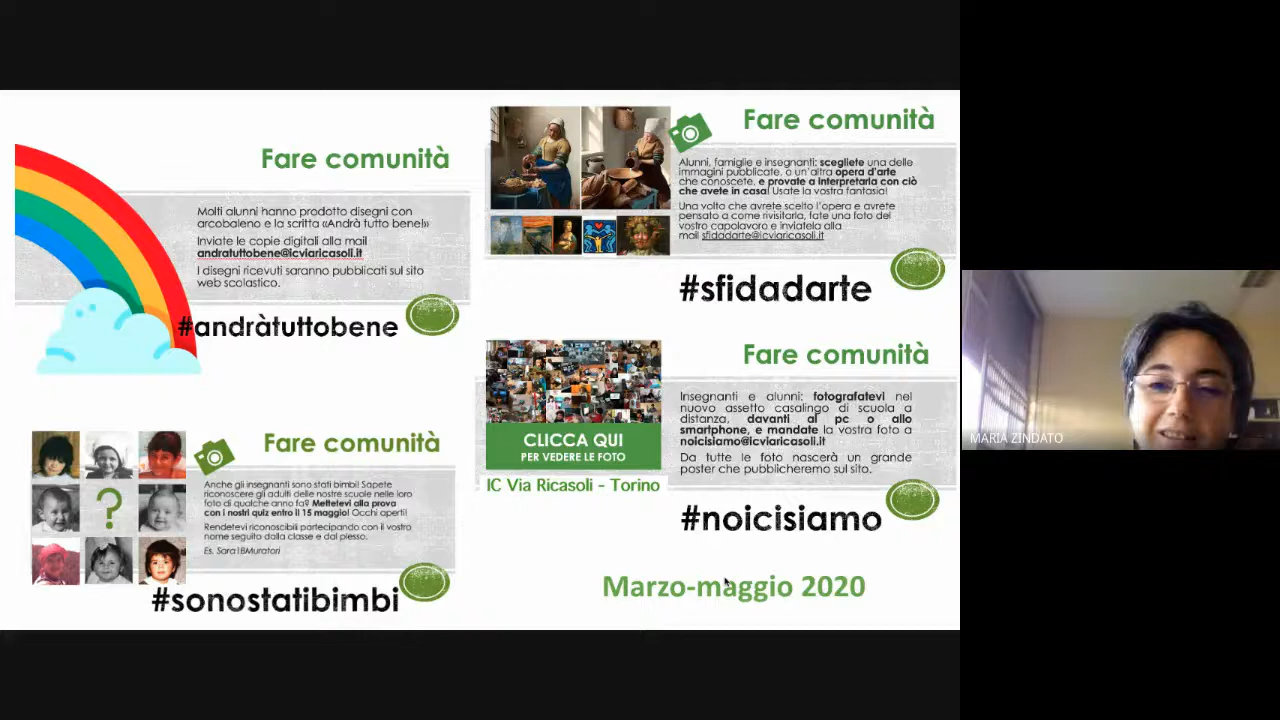 Fare comunità
Molti alunni hanno prodotto disegni con
arcobaleno e la scritta «Andrà tutto bene!»
Inviate le copie digitali alla mail
andratuttobene@icviaricasoli.it
I disegni ricevuti saranno pubblicati sul sito
web scolastico.
#andràtuttobene
Fare comunità
Alunni, famiglie e insegnanti: scegliete una delle
immagini pubblicate, o un'altra opera d'arte
che conoscete, e provate a interpretarla con ciò
che avete in casa! Usate la vostra fantasia!
Una volta che avrete scelto l'opera e avrete
pensato a come rivisitarla, fate una foto del
vostro capolavoro e inviatela alla
mail sfidadarte@icviaricasoli.it
#sfidadarte
Fare comunità
Anche gli insegnanti sono stati bimbi! Sapete
riconoscere gli adulti delle nostre scuole nelle loro
foto di qualche anno fa? Mettetevi alla prova
con i nostri quiz entro il 15 maggio! Occhi aperti!
Rendetevi riconoscibili partecipando con il vostro
nome seguito dalla classe e dal plesso.
Es. Sara1BMuratori
?
#sonostatibimbi
Fare comunità
CLICCA QUI
PER VEDERE LE FOTO
IC Via Ricasoli - Torino
Insegnanti e alunni: fotografatevi nel
nuovo assetto casalingo di scuola a
distanza, davanti al pc o allo
smartphone, e mandate la vostra foto a
noicisiamo@icviaricasoli.it
Da tutte le foto nascerà un grande
poster che pubblicheremo sul sito.
#noicisiamo
Marzo-maggio 2020
MARIA ZINDATO